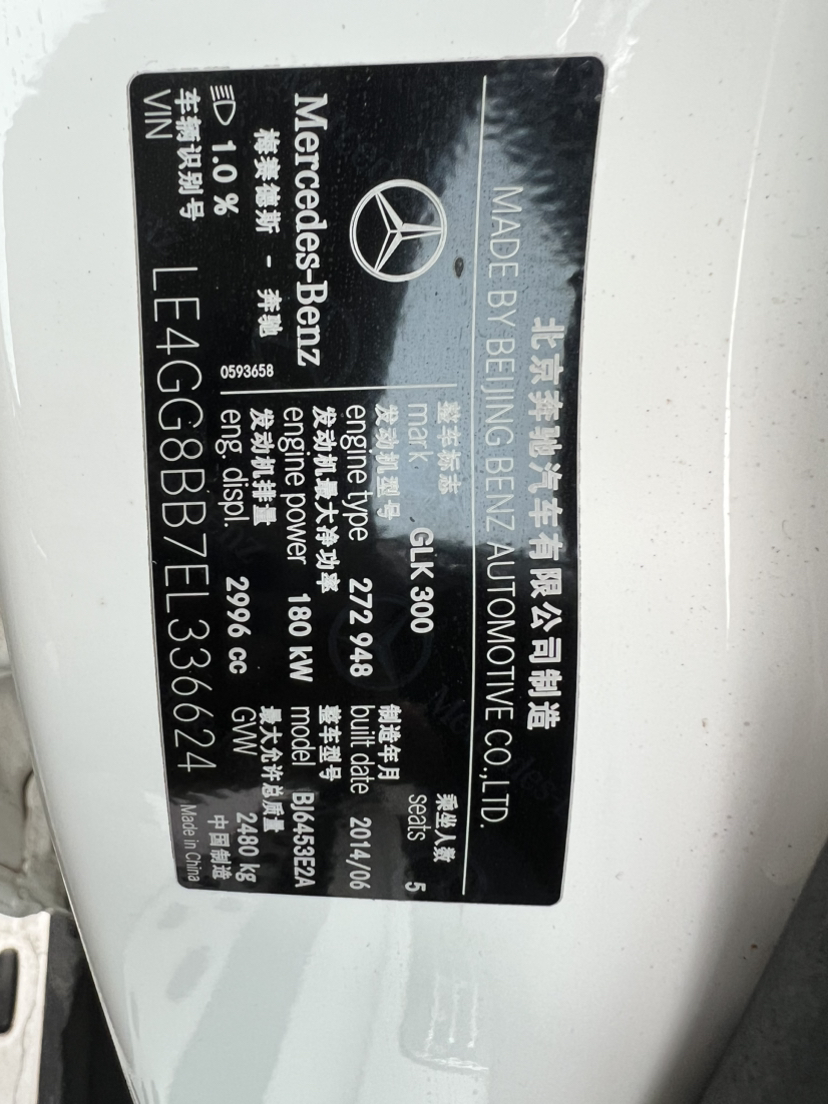 北京奔驰汽车有限公司制造
MADE BY BEIJING BENZ AUTOMOTIVE CO.,LTD.
Mercedes-Benz
梅赛德斯 - 奔驰
1.0 %
0593658
整车标志
mark GLK 300
乘坐人数
seats 5
发动机型号
engine type 272 948
制造年月
built date 2014/06
发动机最大净功率
engine power 180 kW
整车型号
model BJ6453E2A
发动机排量
eng. displ. 2996 cc
最大允许总质量
GVW 2480 kg
车辆识别号
VIN LE4GG8BB7EL336624
中国制造
Made in China